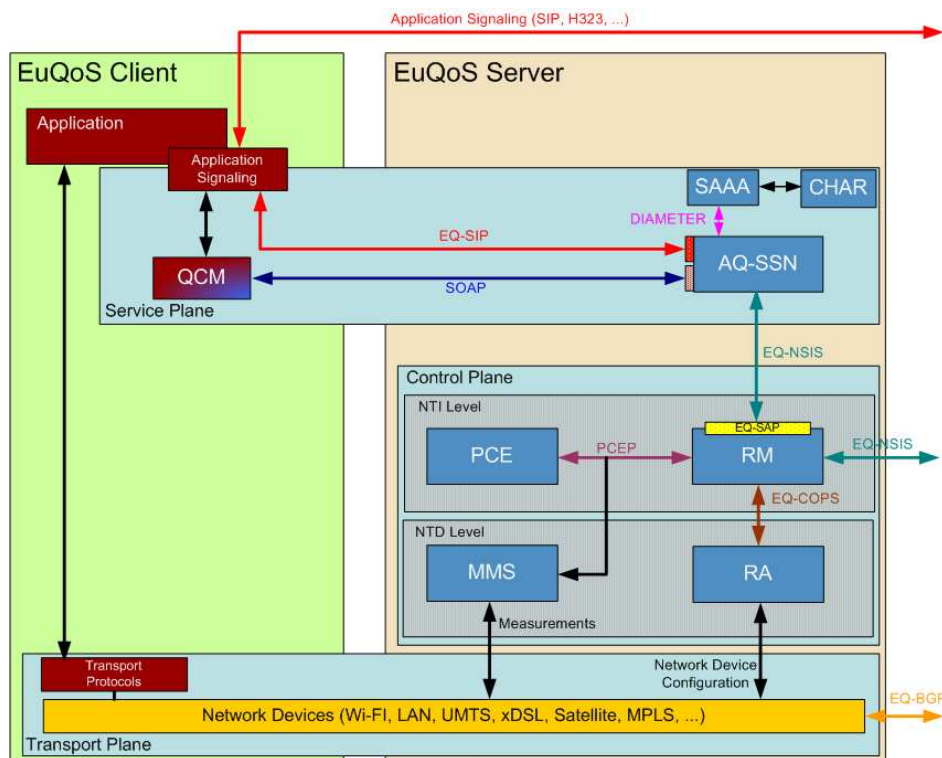 Application Signaling (SIP, H323, ...)
EuQoS Client
EuQoS Server
Application
Application
Signaling
SAAA
CHAR
DIAMETER
EQ-SIP
AQ-SSN
QCM
SOAP
Service Plane
EQ-NSIS
Control Plane
NTI Level
EQ-SAP
PCE
PCEP
RM
EQ-NSIS
EQ-COPS
NTD Level
MMS
RA
Measurements
Transport
Protocols
Network Device
Configuration
Network Devices (Wi-FI, LAN, UMTS, xDSL, Satellite, MPLS, ...)
EQ-BGP
Transport Plane